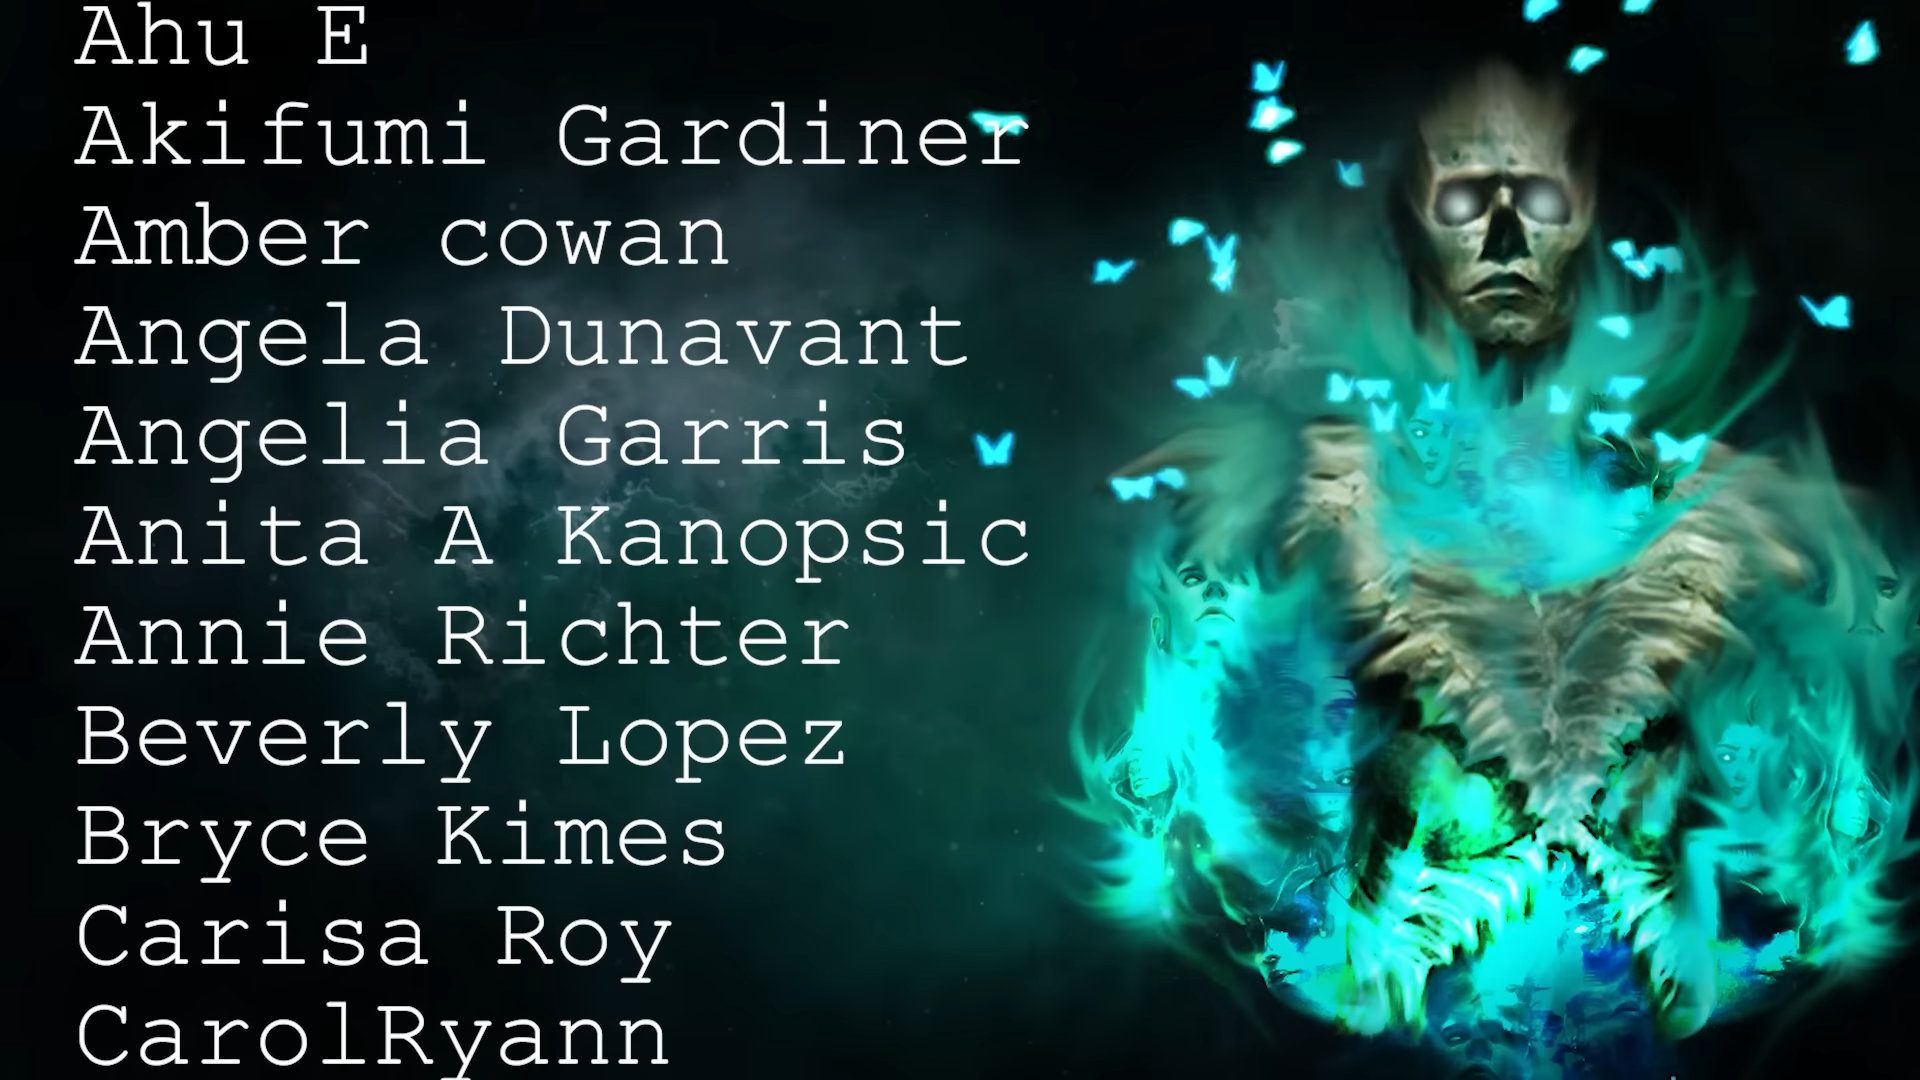 Ahu E
Akifumi Gardiner
Amber cowan
Angela Dunavant
Angelia Garris
Anita A Kanopsic
Annie Richter
Beverly Lopez
Bryce Kimes
Carisa Roy
CarolRyann